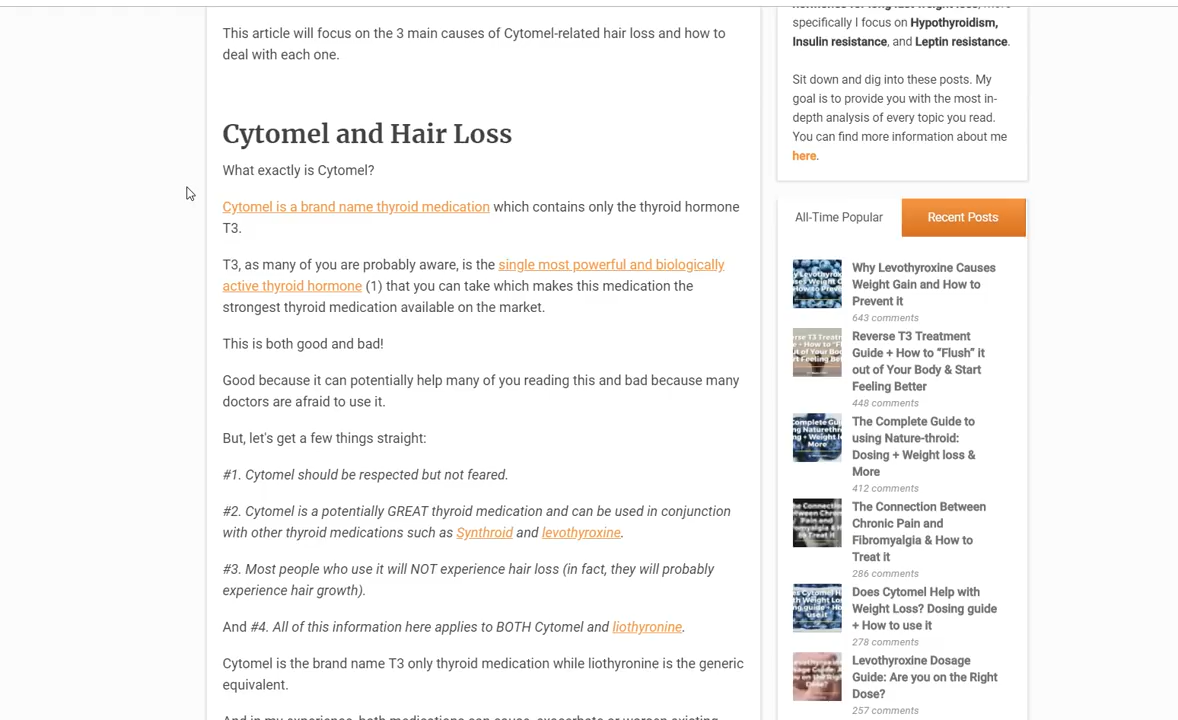 This article will focus on the 3 main causes of Cytomel-related hair loss and how to
deal with each one.
Cytomel and Hair Loss
What exactly is Cytomel?
Cytomel is a brand name thyroid medication which contains only the thyroid hormone
T3.
T3, as many of you are probably aware, is the single most powerful and biologically
active thyroid hormone (1) that you can take which makes this medication the
strongest thyroid medication available on the market.
This is both good and bad!
Good because it can potentially help many of you reading this and bad because many
doctors are afraid to use it.
But, let's get a few things straight:
#1. Cytomel should be respected but not feared.
#2. Cytomel is a potentially GREAT thyroid medication and can be used in conjunction
with other thyroid medications such as Synthroid and levothyroxine.
#3. Most people who use it will NOT experience hair loss (in fact, they will probably
experience hair growth).
And #4. All of this information here applies to BOTH Cytomel and liothyronine.
Cytomel is the brand name T3 only thyroid medication while liothyronine is the generic
equivalent.
And in my experience, both medications can cause, exacerbate or worsen existing
specifically I focus on Hypothyroidism,
Insulin resistance, and Leptin resistance.
Sit down and dig into these posts. My
goal is to provide you with the most in-
depth analysis of every topic you read.
You can find more information about me
here.
All-Time Popular
Recent Posts
Why Levothyroxine Causes
Weight Gain and How to
Prevent it
643 comments
Reverse T3 Treatment
Guide + How to “Flush” it
out of Your Body & Start
Feeling Better
448 comments
The Complete Guide to
using Nature-throid:
Dosing + Weight loss &
More
412 comments
The Connection Between
Chronic Pain and
Fibromyalgia & How to
Treat it
286 comments
Does Cytomel Help with
Weight Loss? Dosing guide
+ How to use it
278 comments
Levothyroxine Dosage
Guide: Are you on the Right
Dose?
257 comments